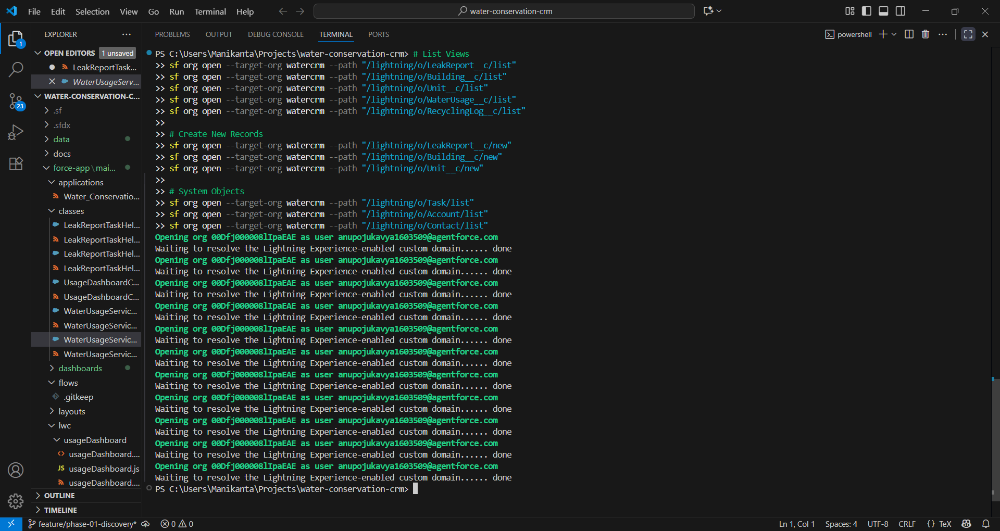 File Edit Selection View Go Run Terminal Help
water-conservation-crm
EXPLORER
1
OPEN EDITORS 1 unsaved
LeakReportTask...
WaterUsageServ...
WATER-CONSERVATION-C...
23
.sf
.sfdx
data
docs
force-app\mai...
applications
Water_Conservatio...
classes
LeakReportTaskHel...
LeakReportTaskHel...
LeakReportTaskHel...
LeakReportTaskHel...
UsageDashboardC...
UsageDashboardC...
WaterUsageServic...
WaterUsageServic...
WaterUsageServic...
WaterUsageServic...
dashboards
flows
.gitkeep
layouts
lwc
usageDashboard
<> usageDashboard....
JS usageDashboard.js
usageDashboard....
OUTLINE
TIMELINE
PROBLEMS OUTPUT DEBUG CONSOLE TERMINAL PORTS
powershell
PS C:\Users\Manikanta\Projects\water-conservation-crm> # List Views
>> sf org open --target-org watercrm --path "/lightning/o/LeakReport__c/list"
>> sf org open --target-org watercrm --path "/lightning/o/Building__c/list"
>> sf org open --target-org watercrm --path "/lightning/o/Unit__c/list"
>> sf org open --target-org watercrm --path "/lightning/o/WaterUsage__c/list"
>> sf org open --target-org watercrm --path "/lightning/o/RecyclingLog__c/list"
>>
>> # Create New Records
>> sf org open --target-org watercrm --path "/lightning/o/LeakReport__c/new"
>> sf org open --target-org watercrm --path "/lightning/o/Building__c/new"
>> sf org open --target-org watercrm --path "/lightning/o/Unit__c/new"
>>
>> # System Objects
>> sf org open --target-org watercrm --path "/lightning/o/Task/list"
>> sf org open --target-org watercrm --path "/lightning/o/Account/list"
>> sf org open --target-org watercrm --path "/lightning/o/Contact/list"
Opening org 00Dfj000008lIpaEAE as user anupojukavya1603509@agentforce.com
Waiting to resolve the Lightning Experience-enabled custom domain...... done
Opening org 00Dfj000008lIpaEAE as user anupojukavya1603509@agentforce.com
Waiting to resolve the Lightning Experience-enabled custom domain...... done
Opening org 00Dfj000008lIpaEAE as user anupojukavya1603509@agentforce.com
Waiting to resolve the Lightning Experience-enabled custom domain...... done
Opening org 00Dfj000008lIpaEAE as user anupojukavya1603509@agentforce.com
Waiting to resolve the Lightning Experience-enabled custom domain...... done
Opening org 00Dfj000008lIpaEAE as user anupojukavya1603509@agentforce.com
Waiting to resolve the Lightning Experience-enabled custom domain...... done
Opening org 00Dfj000008lIpaEAE as user anupojukavya1603509@agentforce.com
Waiting to resolve the Lightning Experience-enabled custom domain...... done
Opening org 00Dfj000008lIpaEAE as user anupojukavya1603509@agentforce.com
Waiting to resolve the Lightning Experience-enabled custom domain...... done
Opening org 00Dfj000008lIpaEAE as user anupojukavya1603509@agentforce.com
Waiting to resolve the Lightning Experience-enabled custom domain...... done
Opening org 00Dfj000008lIpaEAE as user anupojukavya1603509@agentforce.com
Waiting to resolve the Lightning Experience-enabled custom domain...... done
Opening org 00Dfj000008lIpaEAE as user anupojukavya1603509@agentforce.com
Waiting to resolve the Lightning Experience-enabled custom domain...... done
Opening org 00Dfj000008lIpaEAE as user anupojukavya1603509@agentforce.com
Waiting to resolve the Lightning Experience-enabled custom domain...... done
PS C:\Users\Manikanta\Projects\water-conservation-crm>
feature/phase-01-discovery* 0 0
Ln 1, Col 1 Spaces: 4 UTF-8 CRLF {} TeX